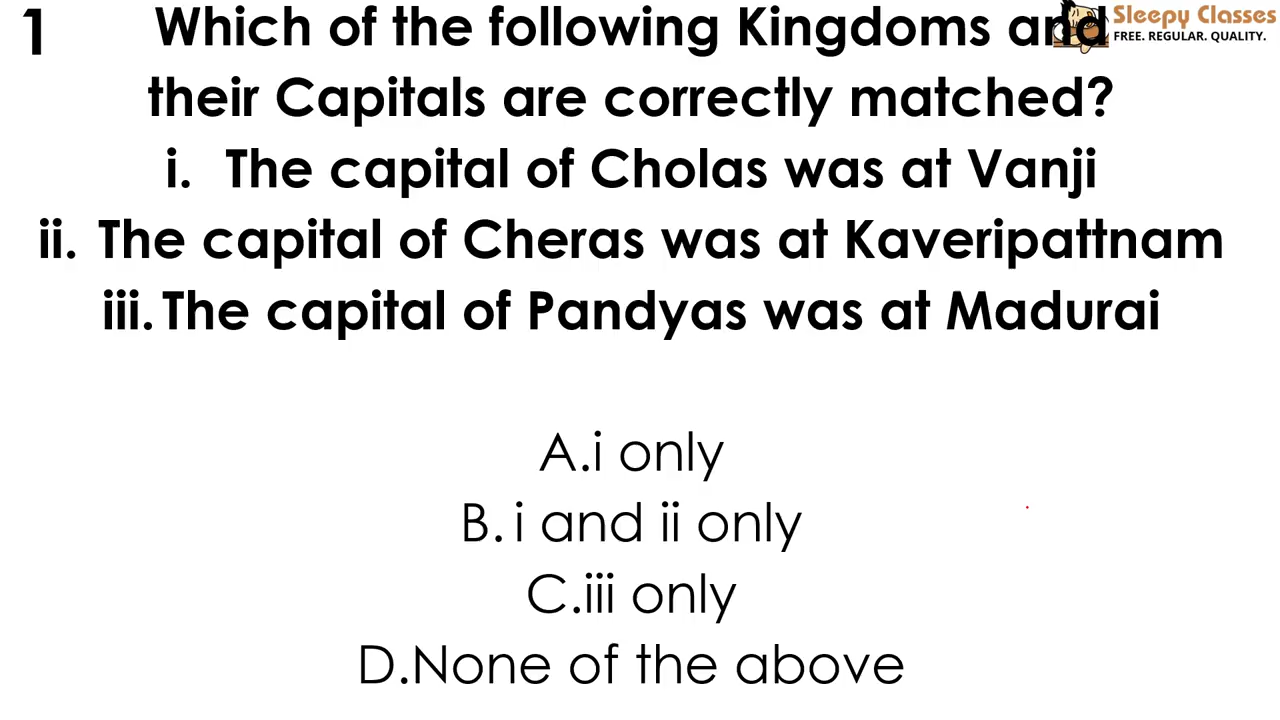 1
Which of the following Kingdoms and
Sleepy Classes
FREE. REGULAR. QUALITY.
their Capitals are correctly matched?
i. The capital of Cholas was at Vanji
ii. The capital of Cheras was at Kaveripattnam
iii. The capital of Pandyas was at Madurai
A.i only
B. i and ii only
C.iii only
D.None of the above